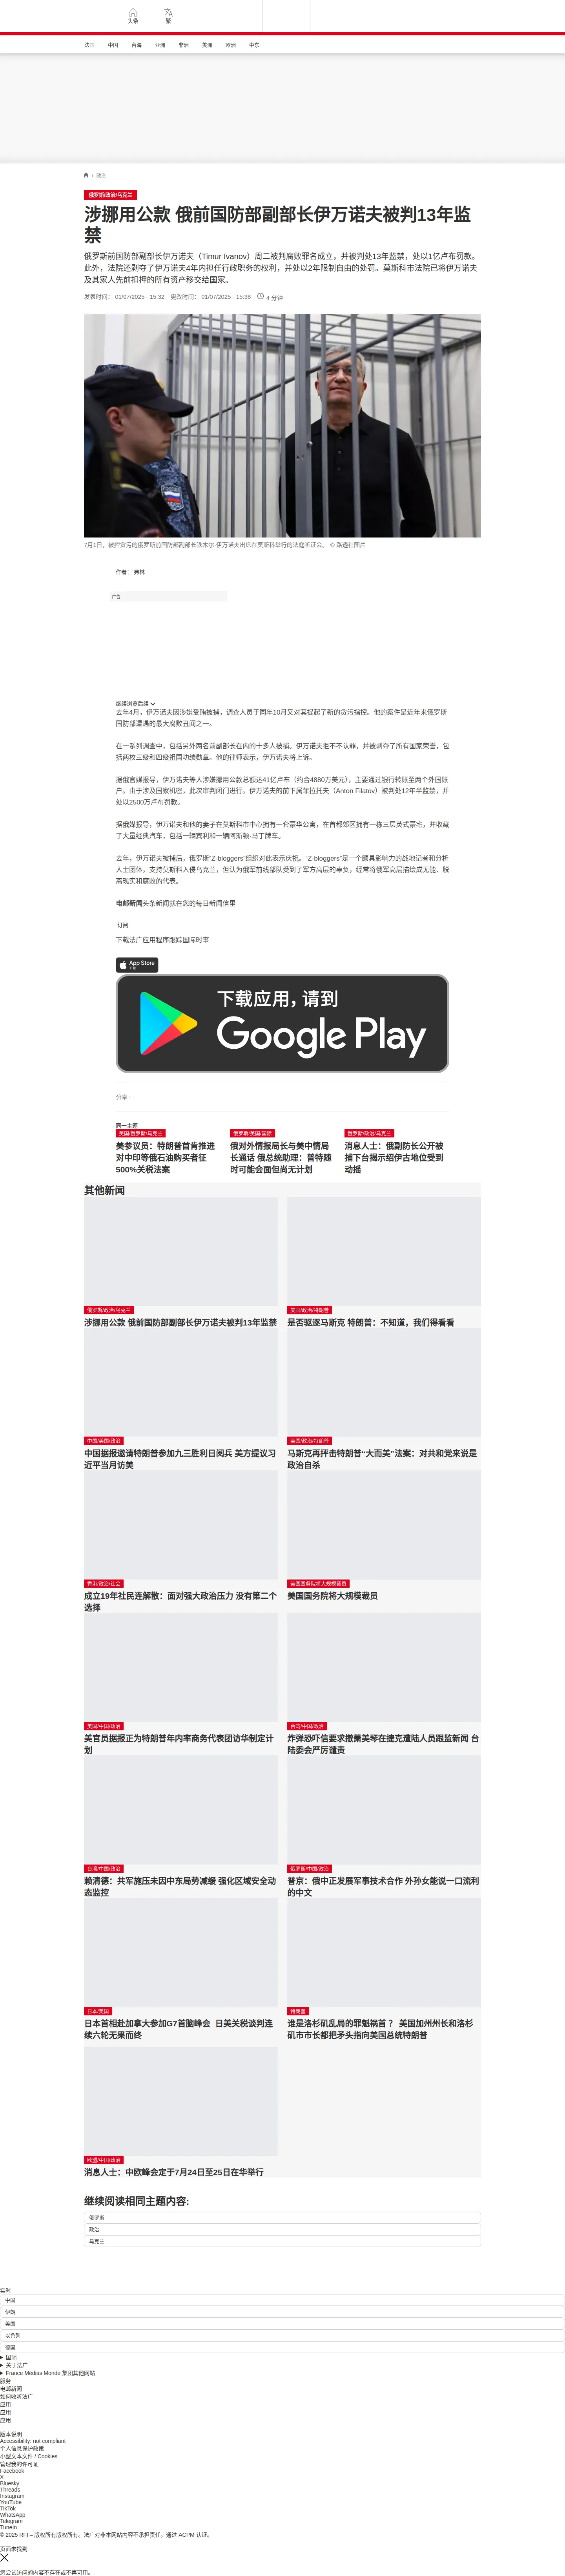 头条
繁
法国
中国
台海
亚洲
非洲
美洲
欧洲
中东
/ 政治
俄罗斯/政治/乌克兰
涉挪用公款 俄前国防部副部长伊万诺夫被判13年监
禁
俄罗斯前国防部副部长伊万诺夫（Timur Ivanov）周二被判腐败罪名成立，并被判处13年监禁，处以1亿卢布罚款。
此外，法院还剥夺了伊万诺夫4年内担任行政职务的权利，并处以2年限制自由的处罚。莫斯科市法院已将伊万诺夫
及其家人先前扣押的所有资产移交给国家。
发表时间： 01/07/2025 - 15:32 更改时间： 01/07/2025 - 15:38 4 分钟
7月1日，被控贪污的俄罗斯前国防部副部长铁木尔·伊万诺夫出席在莫斯科举行的法庭听证会。 © 路透社图片
作者： 弗林
广告
继续浏览后续
去年4月，伊万诺夫因涉嫌受贿被捕，调查人员于同年10月又对其提起了新的贪污指控。他的案件是近年来俄罗斯
国防部遭遇的最大腐败丑闻之一。
在一系列调查中，包括另外两名前副部长在内的十多人被捕。伊万诺夫拒不不认罪，并被剥夺了所有国家荣誉，包
括两枚三级和四级祖国功绩勋章。他的律师表示，伊万诺夫将上诉。
据俄官媒报导，伊万诺夫等人涉嫌挪用公款总额达41亿卢布（约合4880万美元），主要通过银行转账至两个外国账
户。由于涉及国家机密，此次审判闭门进行。伊万诺夫的前下属菲拉托夫（Anton Filatov）被判处12年半监禁，并
处以2500万卢布罚款。
据俄媒报导，伊万诺夫和他的妻子在莫斯科市中心拥有一套豪华公寓，在首都郊区拥有一栋三层英式豪宅，并收藏
了大量经典汽车，包括一辆宾利和一辆阿斯顿·马丁牌车。
去年，伊万诺夫被捕后，俄罗斯“Z-bloggers”组织对此表示庆祝。“Z-bloggers”是一个颇具影响力的战地记者和分析
人士团体，支持莫斯科入侵乌克兰，但认为俄军前线部队受到了军方高层的辜负，经常将俄军高层描绘成无能、脱
离现实和腐败的代表。
电邮新闻头条新闻就在您的每日新闻信里
订阅
下载法广应用程序跟踪国际时事
App Store
下载
下载应用，请到
Google Play
分享 :
同一主题
美国/俄罗斯/乌克兰
美参议员：特朗普首肯推进
对中印等俄石油购买者征
500%关税法案
俄罗斯/美国/国际
俄对外情报局长与美中情局
长通话 俄总统助理：普特随
时可能会面但尚无计划
俄罗斯/政治/乌克兰
消息人士：俄副防长公开被
捕下台揭示绍伊古地位受到
动摇
其他新闻
俄罗斯/政治/乌克兰
涉挪用公款 俄前国防部副部长伊万诺夫被判13年监禁
美国/政治/特朗普
是否驱逐马斯克 特朗普：不知道，我们得看看
中国/美国/政治
中国据报邀请特朗普参加九三胜利日阅兵 美方提议习
近平当月访美
美国/政治/特朗普
马斯克再抨击特朗普“大而美”法案：对共和党来说是
政治自杀
香港/政治/社会
成立19年社民连解散：面对强大政治压力 没有第二个
选择
美国国务院将大规模裁员
美国国务院将大规模裁员
美国/中国/政治
美官员据报正为特朗普年内率商务代表团访华制定计
划
台湾/中国/政治
炸弹恐吓信要求撤萧美琴在捷克遭陆人员跟监新闻 台
陆委会严厉谴责
台湾/中国/政治
赖清德：共军施压未因中东局势减缓 强化区域安全动
态监控
俄罗斯/中国/政治
普京：俄中正发展军事技术合作 外孙女能说一口流利
的中文
日本/美国
日本首相赴加拿大参加G7首脑峰会 日美关税谈判连
续六轮无果而终
特朗普
谁是洛杉矶乱局的罪魁祸首？ 美国加州州长和洛杉
矶市市长都把矛头指向美国总统特朗普
欧盟/中国/政治
消息人士：中欧峰会定于7月24日至25日在华举行
继续阅读相同主题内容:
俄罗斯
政治
乌克兰
实时
中国
伊朗
美国
以色列
德国
国际
关于法广
France Médias Monde 集团其他网站
服务
电邮新闻
如何收听法广
应用
应用
应用
版本说明
Accessibility: not compliant
个人信息保护政策
小型文本文件 / Cookies
管理我的许可证
Facebook
X
Bluesky
Threads
Instagram
YouTube
TikTok
WhatsApp
Telegram
TuneIn
© 2025 RFI – 版权所有版权所有。法广对非本网站内容不承担责任。通过 ACPM 认证。
页面未找到
您尝试访问的内容不存在或不再可用。